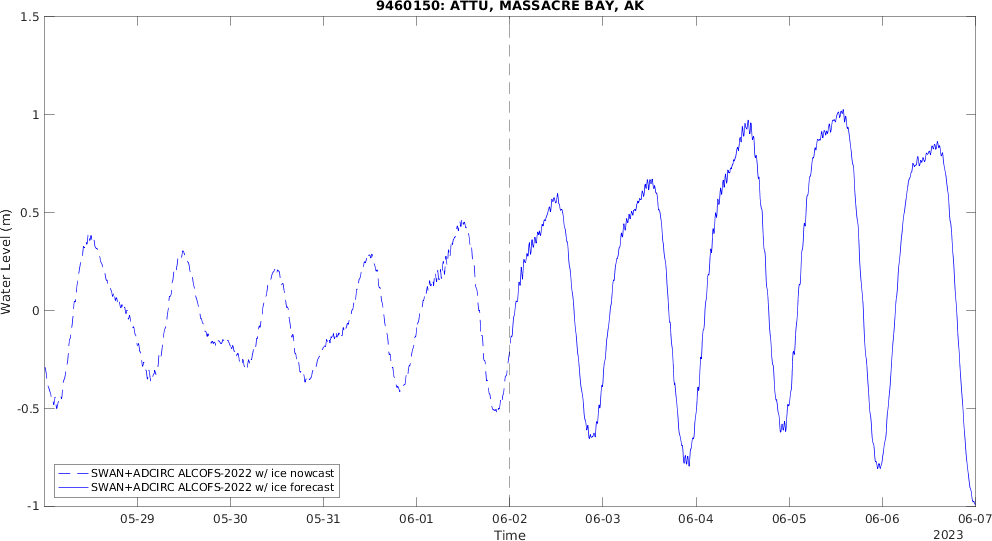 9460150: ATTU, MASSACRE BAY, AK
1.5
1
0.5
0
-0.5
-1
Water Level (m)
SWAN+ADCIRC ALCOFS-2022 w/ ice nowcast
SWAN+ADCIRC ALCOFS-2022 w/ ice forecast
05-29 05-30 05-31 06-01 06-02 06-03 06-04 06-05 06-06 06-07
Time
2023